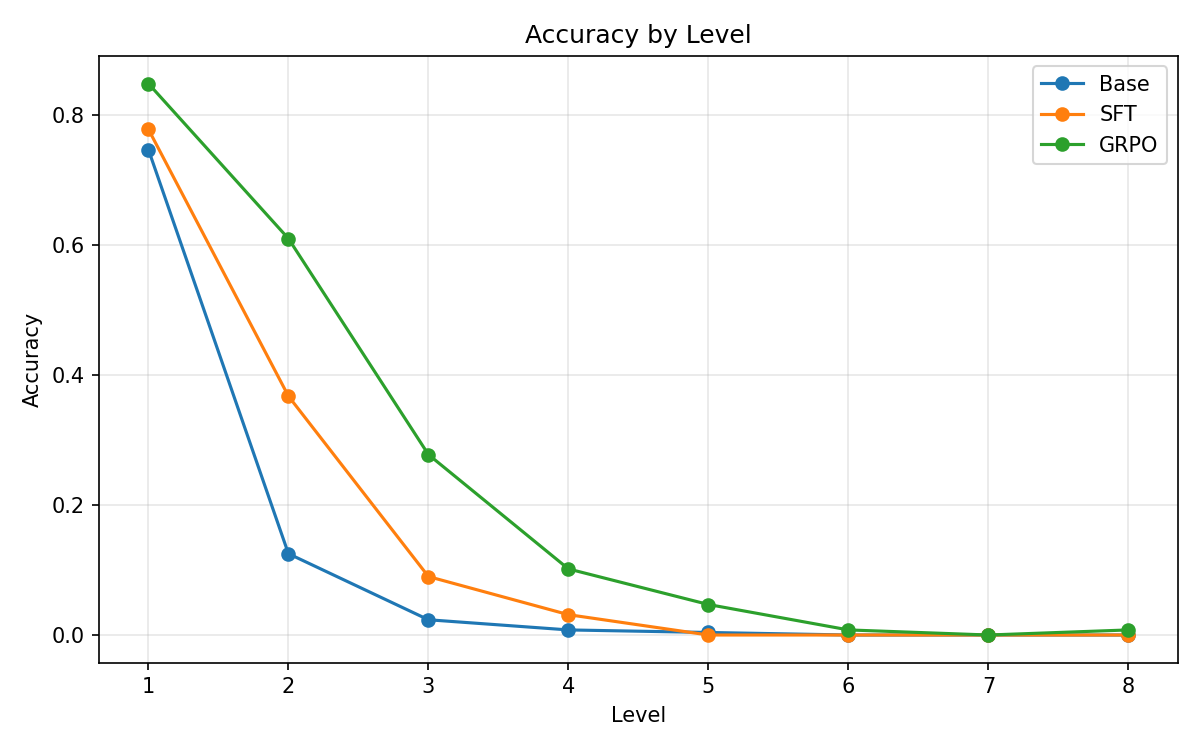 Accuracy by Level
Base
SFT
GRPO
0.8
0.6
0.4
0.2
0.0
Accuracy
1 2 3 4 5 6 7 8
Level